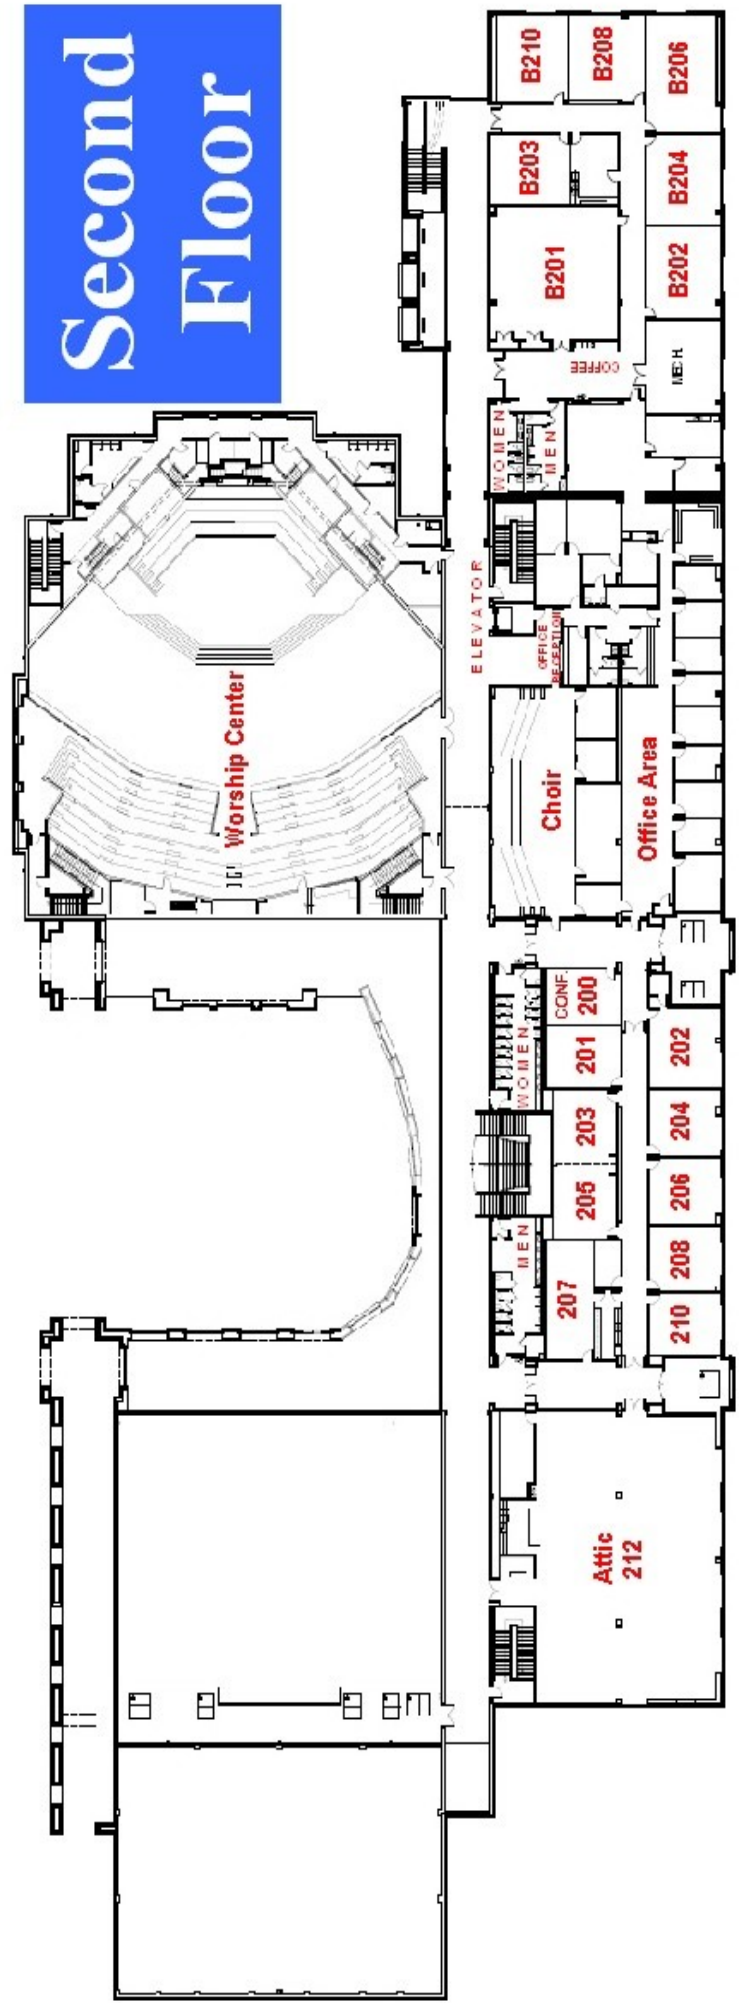 Second
Floor
B210
B208
B206
B203
B204
B201
B202
COFFEE
MECH.
WOMEN
MEN
ELEVATOR
OFFICE
RECEPTION
Worship Center
Choir
Office Area
CONF.
200
WOMEN
201
202
203
204
205
206
MEN
207
208
210
Attic
212